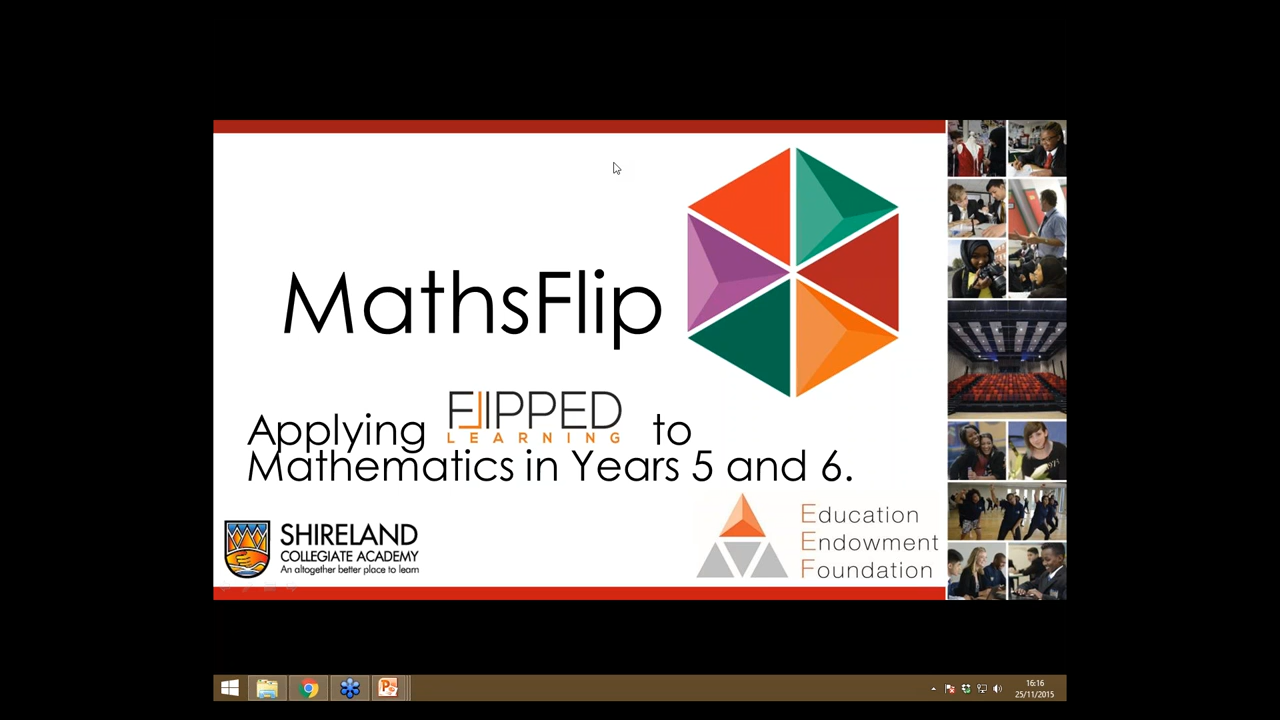 MathsFlip
Applying FLIPPED LEARNING to
Mathematics in Years 5 and 6.
SHIRELAND
COLLEGIATE ACADEMY
An altogether better place to learn
Education
Endowment
Foundation
16:16
25/11/2015